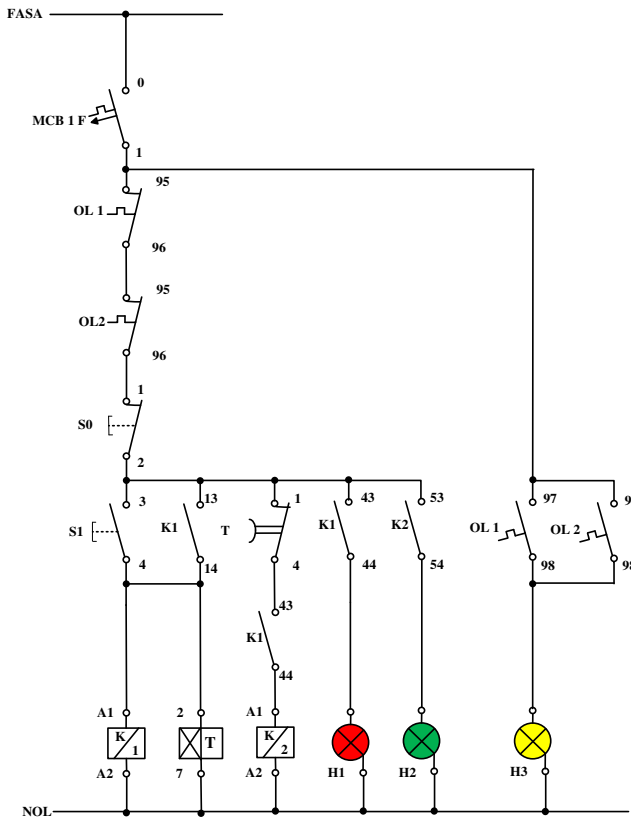 FASA
0
MCB 1 F
1
95
OL 1
96
95
OL2
96
1
S0
2
3 13 1 43 53 97 9
S1 K1 T K1 K2 OL 1 OL 2
4 14 4 44 54 98 98
43
K1
44
A1 2 A1
K 1 T K 2
A2 7 A2 H1 H2 H3
NOL